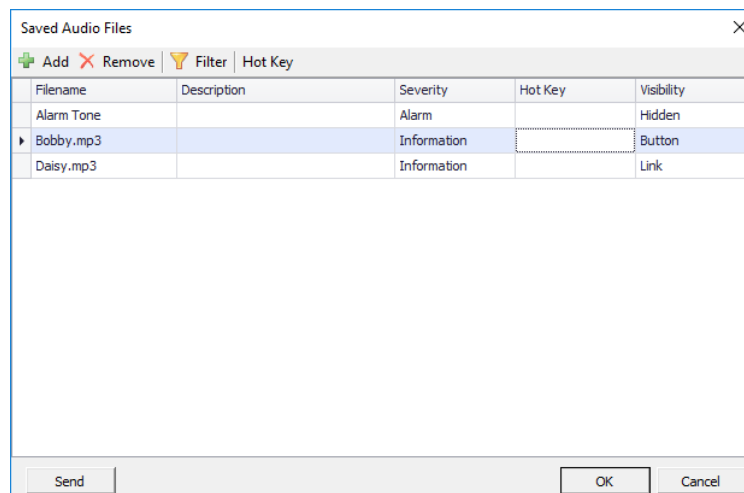 Saved Audio Files
Add Remove Filter Hot Key
Filename Description Severity Hot Key Visibility
Alarm Tone Alarm Hidden
Bobby.mp3 Information Button
Daisy.mp3 Information Link
Send OK Cancel